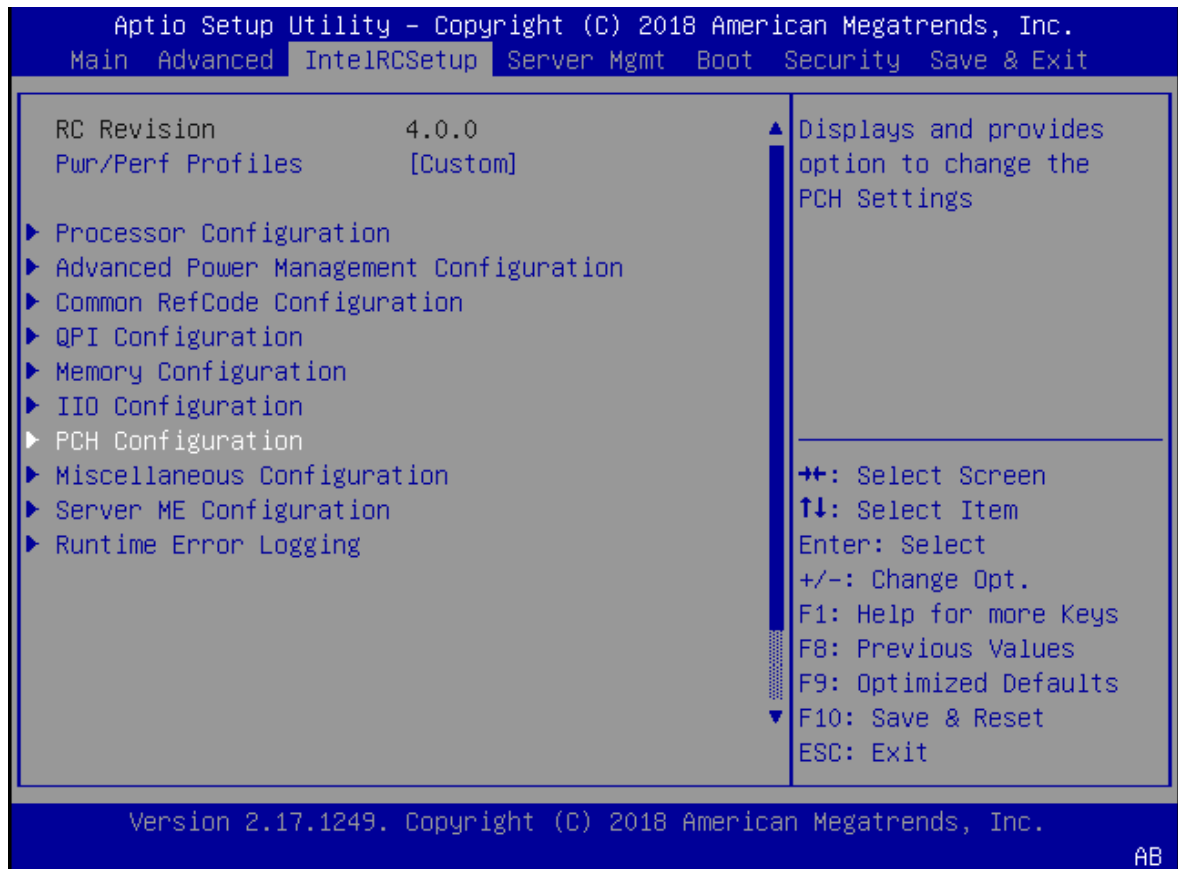 Aptio Setup Utility – Copyright (C) 2018 American Megatrends, Inc.
Main Advanced IntelRCSetup Server Mgmt Boot Security Save & Exit
RC Revision 4.0.0
Pwr/Perf Profiles [Custom]
Processor Configuration
Advanced Power Management Configuration
Common RefCode Configuration
QPI Configuration
Memory Configuration
IIO Configuration
PCH Configuration
Miscellaneous Configuration
Server ME Configuration
Runtime Error Logging
Displays and provides
option to change the
PCH Settings
→←: Select Screen
↑↓: Select Item
Enter: Select
+/-: Change Opt.
F1: Help for more Keys
F8: Previous Values
F9: Optimized Defaults
F10: Save & Reset
ESC: Exit
Version 2.17.1249. Copyright (C) 2018 American Megatrends, Inc.
AB